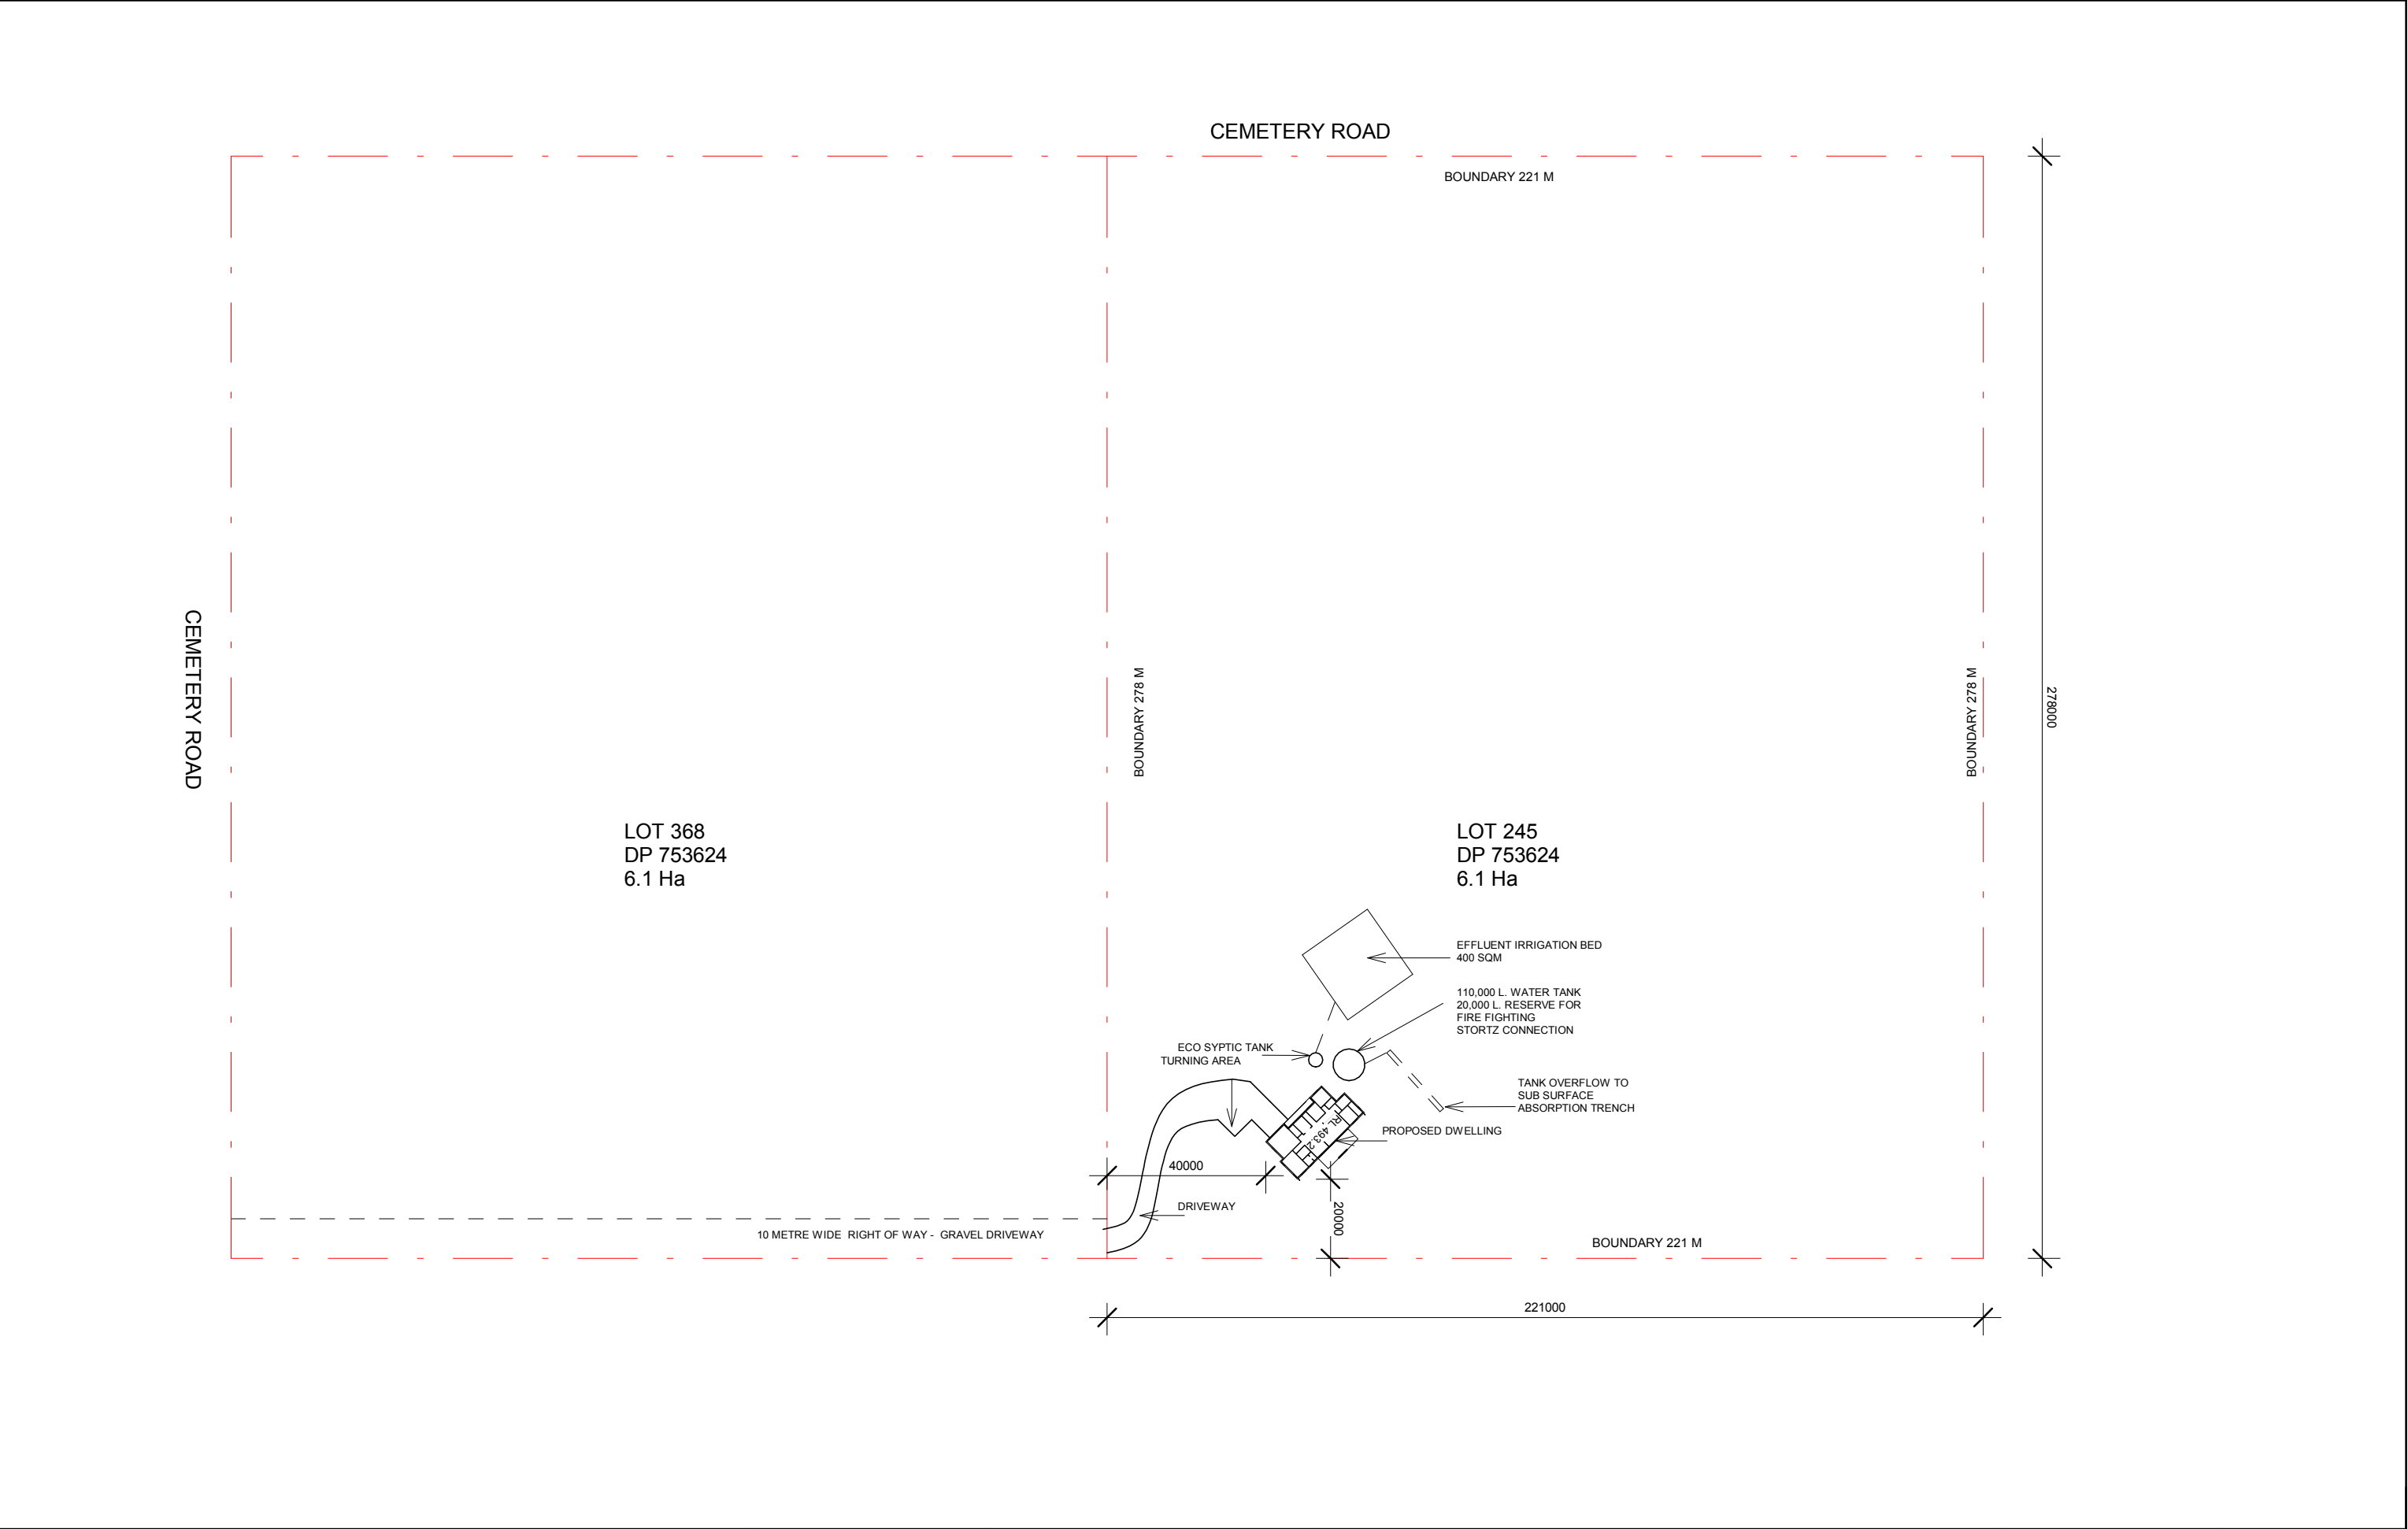 CEMETERY ROAD
BOUNDARY 221 M
CEMETERY ROAD
BOUNDARY 278 M
BOUNDARY 278 M
278000
LOT 368
DP 753624
6.1 Ha
LOT 245
DP 753624
6.1 Ha
EFFLUENT IRRIGATION BED
400 SQM
110,000 L. WATER TANK
20,000 L. RESERVE FOR
FIRE FIGHTING
STORTZ CONNECTION
ECO SYPTIC TANK
TURNING AREA
TANK OVERFLOW TO
SUB SURFACE
ABSORPTION TRENCH
PROPOSED DWELLING
RL 493.2
40000
DRIVEWAY
20000
10 METRE WIDE RIGHT OF WAY - GRAVEL DRIVEWAY
BOUNDARY 221 M
221000